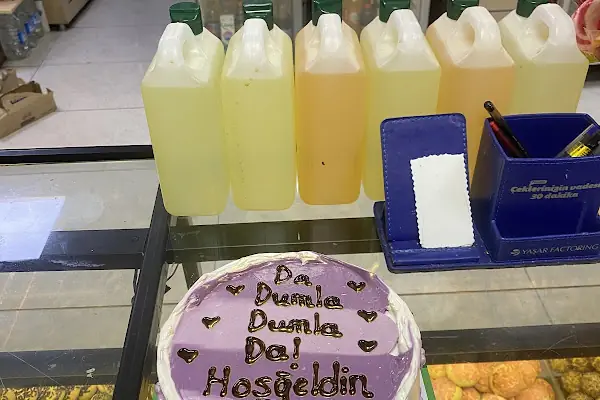 Çeklerinizin vadesi
30 dakika
YAŞAR FACTORING
Da
Dumla
Dumla
Da!
Hoşgeldin